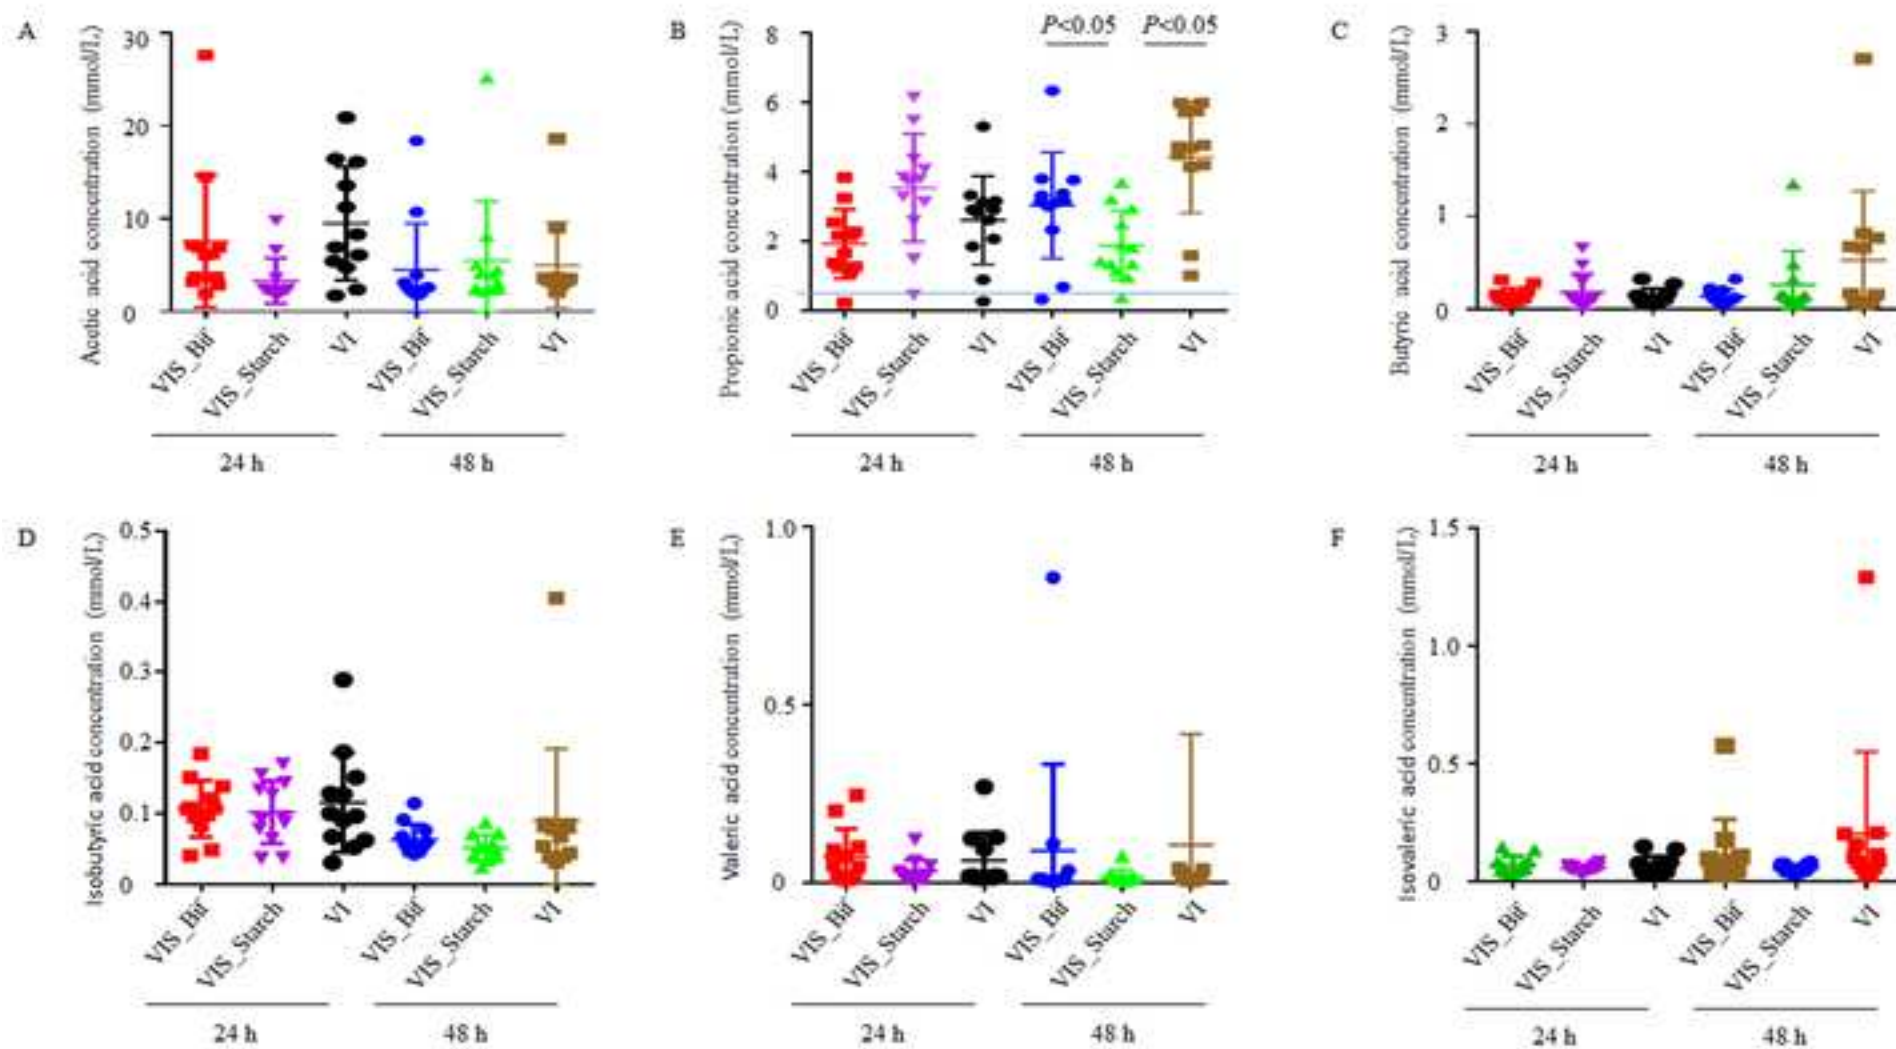 A
Acetic acid concentration (mmol/L)
30
20
10
0
VIS_Bif
VIS_Starch
VI
VIS_Bif
VIS_Starch
VI
24 h
48 h
B
Propionic acid concentration (mmol/L)
8
6
4
2
0
P<0.05
P<0.05
VIS_Bif
VIS_Starch
VI
VIS_Bif
VIS_Starch
VI
24 h
48 h
C
Butyric acid concentration (mmol/L)
3
2
1
0
VIS_Bif
VIS_Starch
VI
VIS_Bif
VIS_Starch
VI
24 h
48 h
D
Isobutyric acid concentration (mmol/L)
0.5
0.4
0.3
0.2
0.1
0
VIS_Bif
VIS_Starch
VI
VIS_Bif
VIS_Starch
VI
24 h
48 h
E
Valeric acid concentration (mmol/L)
1.0
0.5
0
VIS_Bif
VIS_Starch
VI
VIS_Bif
VIS_Starch
VI
24 h
48 h
Isovaleric acid concentration (mmol/L)
1.5
1.0
0.5
0
VIS_Bif
VIS_Starch
VI
VIS_Bif
VIS_Starch
VI
24 h
48 h